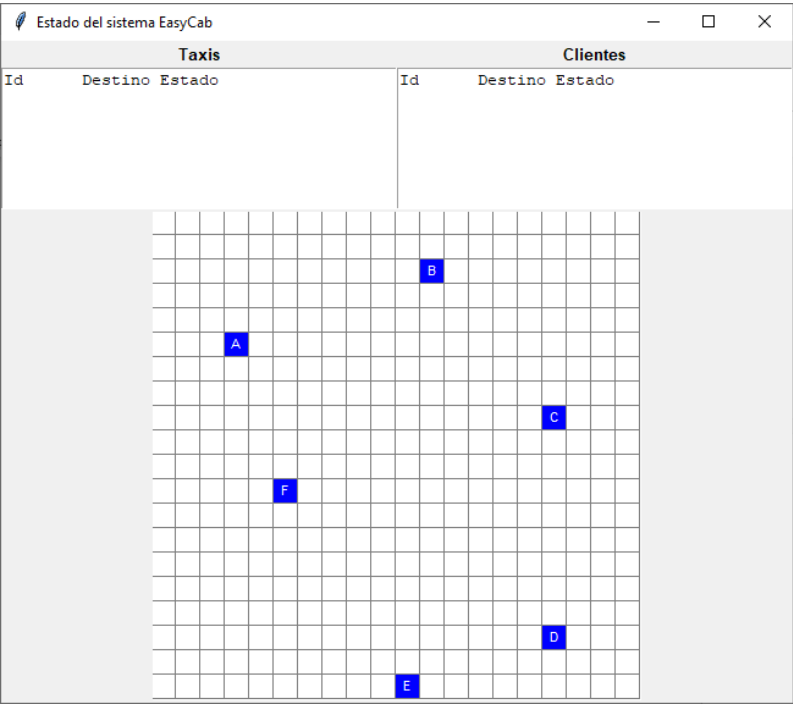 Estado del sistema EasyCab
Taxis Clientes
Id Destino Estado Id Destino Estado
B
A
C
F
D
E